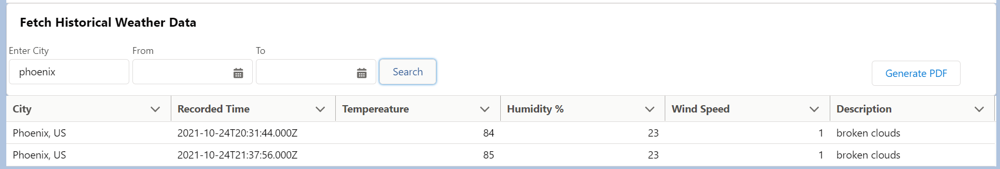 Fetch Historical Weather Data
Enter City From To
phoenix Search Generate PDF
City Recorded Time Tempereature Humidity % Wind Speed Description
Phoenix, US 2021-10-24T20:31:44.000Z 84 23 1 broken clouds
Phoenix, US 2021-10-24T21:37:56.000Z 85 23 1 broken clouds